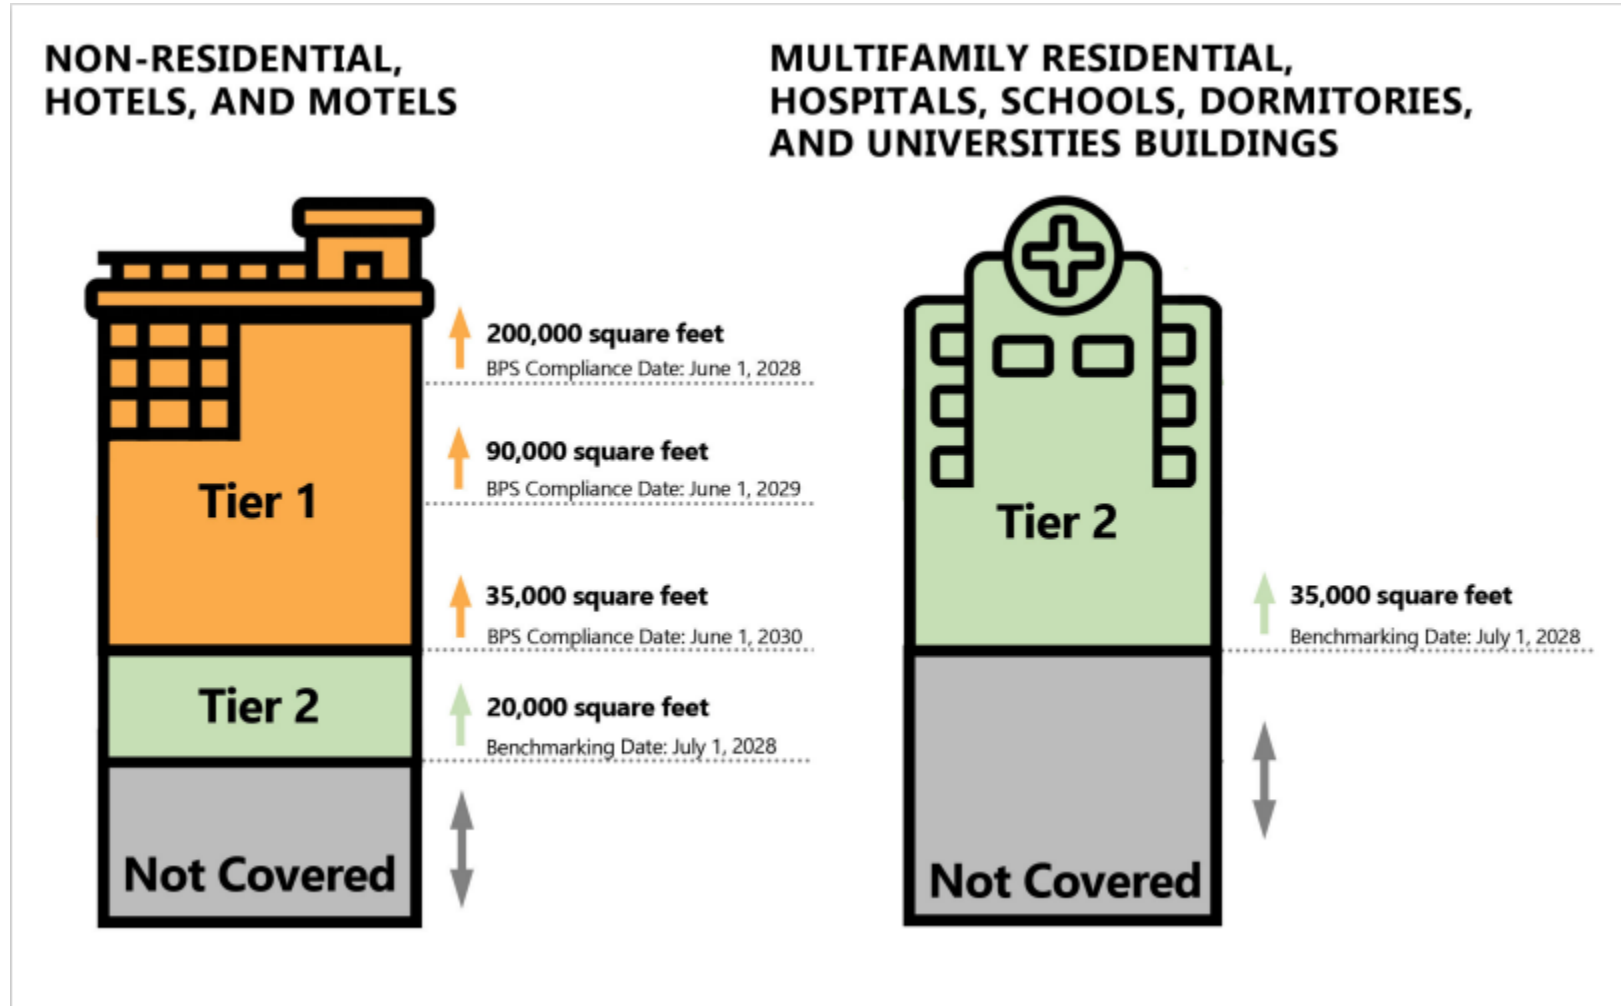 NON-RESIDENTIAL,
HOTELS, AND MOTELS
200,000 square feet
BPS Compliance Date: June 1, 2028
90,000 square feet
BPS Compliance Date: June 1, 2029
Tier 1
35,000 square feet
BPS Compliance Date: June 1, 2030
Tier 2
20,000 square feet
Benchmarking Date: July 1, 2028
Not Covered
MULTIFAMILY RESIDENTIAL,
HOSPITALS, SCHOOLS, DORMITORIES,
AND UNIVERSITIES BUILDINGS
Tier 2
35,000 square feet
Benchmarking Date: July 1, 2028
Not Covered